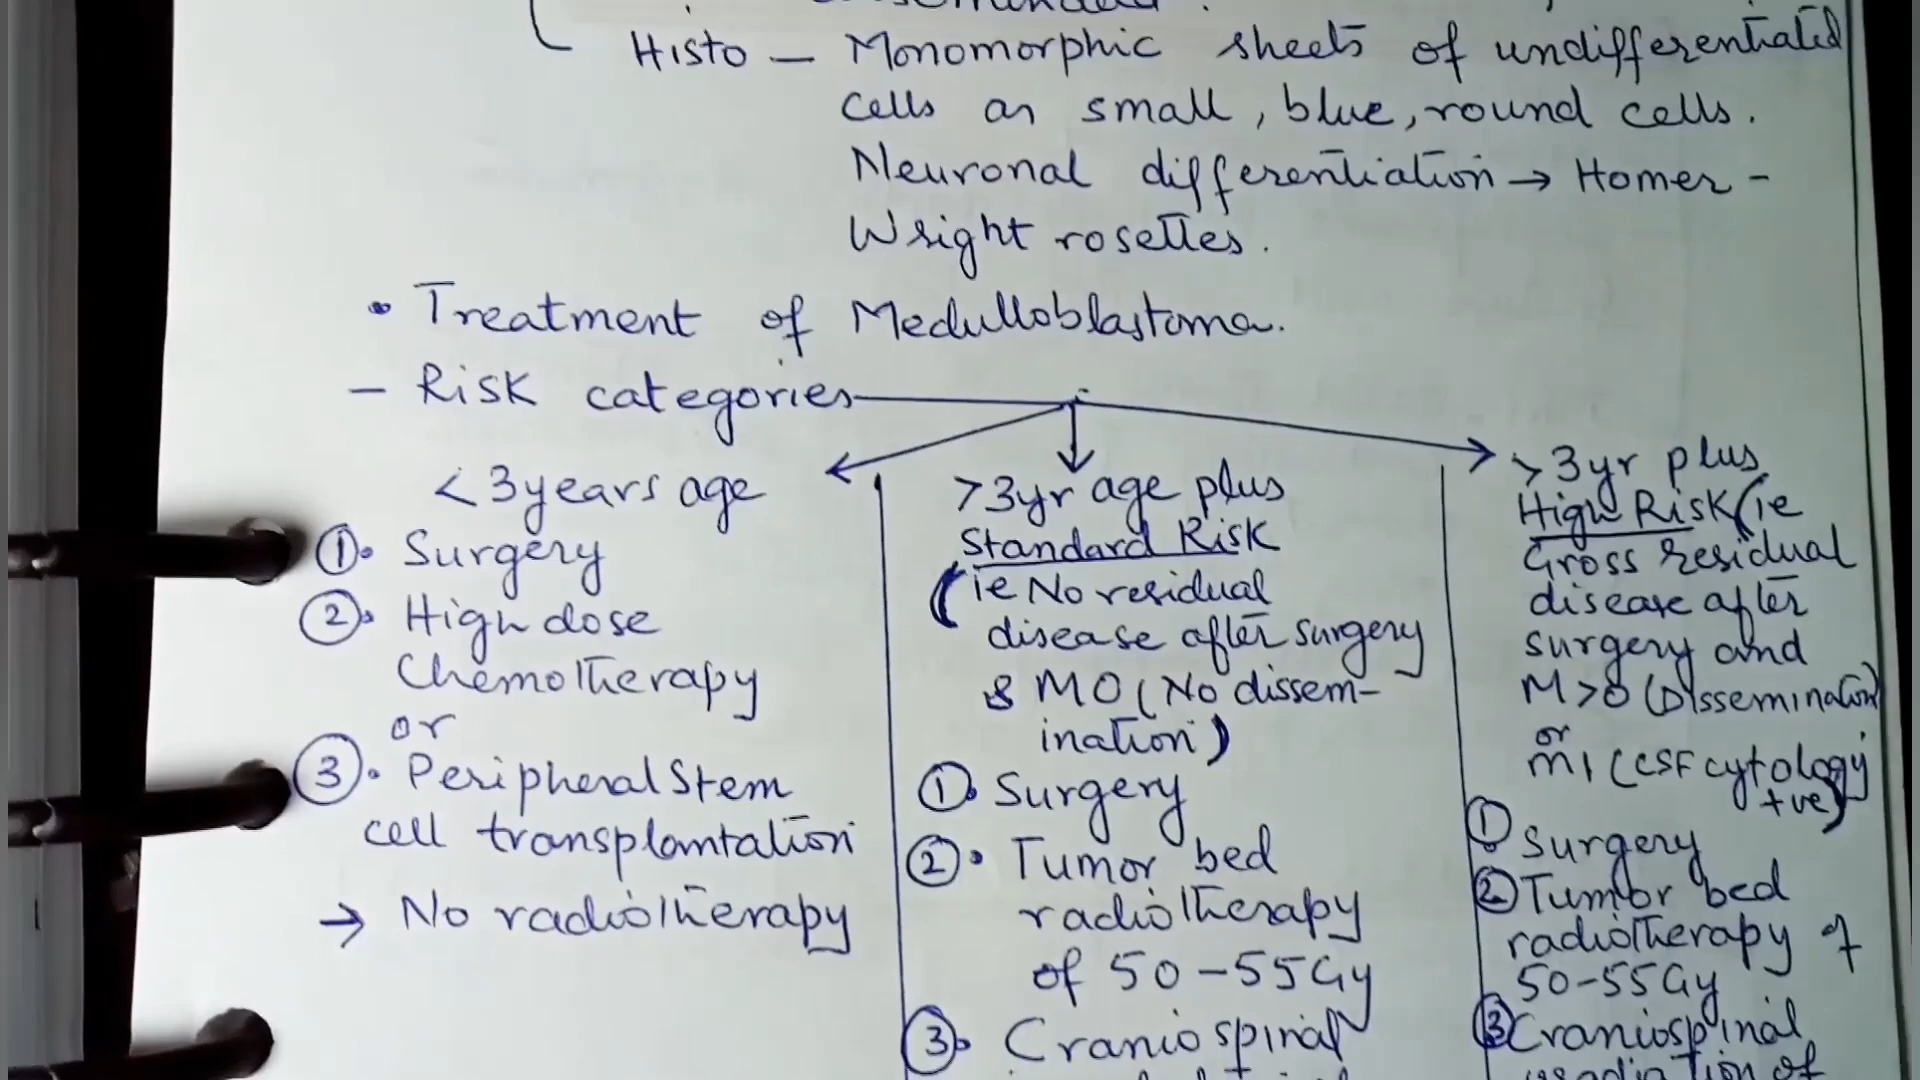 Histo — Monomorphic sheets of undifferentiated
cells as small, blue, round cells.
Neuronal differentiation → Homer -
Wright rosettes.
• Treatment of Medulloblastoma.
— Risk categories
< 3 years age
① • Surgery
② • High dose
Chemotherapy
or
③ • Peripheral Stem
cell transplantation
→ No radiotherapy
>3yr age plus
Standard Risk
(ie No residual
disease after surgery
& M0 (No dissem-
ination)
① • Surgery
② • Tumor bed
radiotherapy
of 50-55Gy
③ • Craniospinal
>3yr plus
High Risk (ie
Gross residual
disease after
surgery and
M>0 (Dissemination)
or
M1 (CSF cytology
+ve)
① Surgery
② Tumor bed
radiotherapy of
50-55Gy
③ Craniospinal